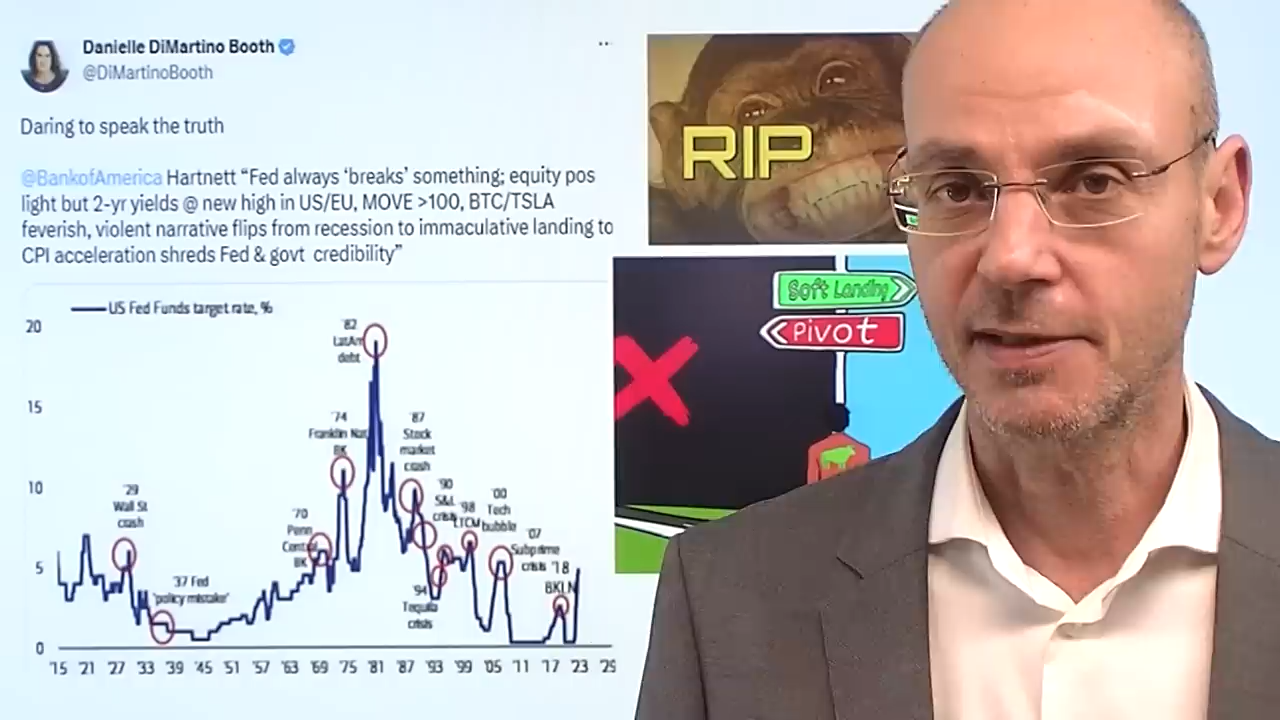 Danielle DiMartino Booth
@DiMartinoBooth
Daring to speak the truth
@BankofAmerica Hartnett “Fed always ‘breaks’ something; equity pos
light but 2-yr yields @ new high in US/EU, MOVE >100, BTC/TSLA
feverish, violent narrative flips from recession to immaculative landing to
CPI acceleration shreds Fed & govt credibility”
US Fed Funds target rate, %
20
15
10
5
0
'29
Wall St
crash
'37 Fed
'policy mistake'
'70
Penn
Central
BK
'74
Franklin Nat
BK
'82
LatAm
debt
'87
Stock
market
crash
'90
S&L
crisis
'94
Tequila
crisis
'98
LTCM
'00
Tech
bubble
'07
Subprime
crisis
'18
BKLN
'15 '21 '27 '33 '39 '45 '51 '57 '63 '69 '75 '81 '87 '93 '99 '05 '11 '17 '23 '29
RIP
Soft Landing
Pivot